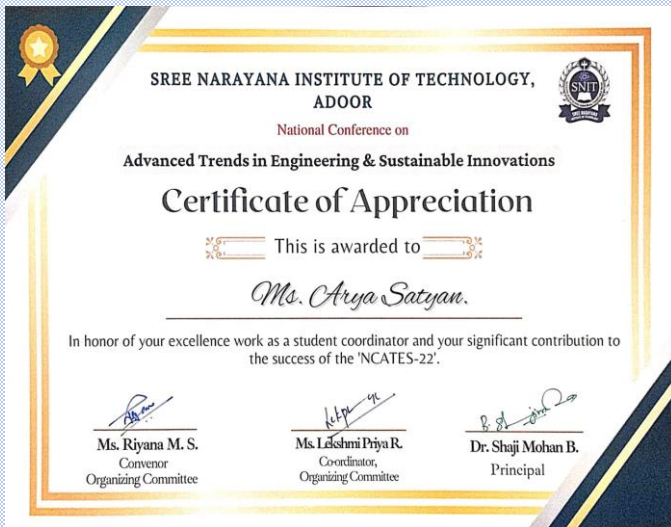 SREE NARAYANA INSTITUTE OF TECHNOLOGY,
ADOOR
SNIT
National Conference on
Advanced Trends in Engineering & Sustainable Innovations
Certificate of Appreciation
This is awarded to
Ms. Arya Satyan.
In honor of your excellence work as a student coordinator and your significant contribution to
the success of the 'NCATES-22'.
Ms. Riyana M. S.
Convenor
Organizing Committee
Ms. Lekshmi Priya R.
Co-ordinator,
Organizing Committee
Dr. Shaji Mohan B.
Principal